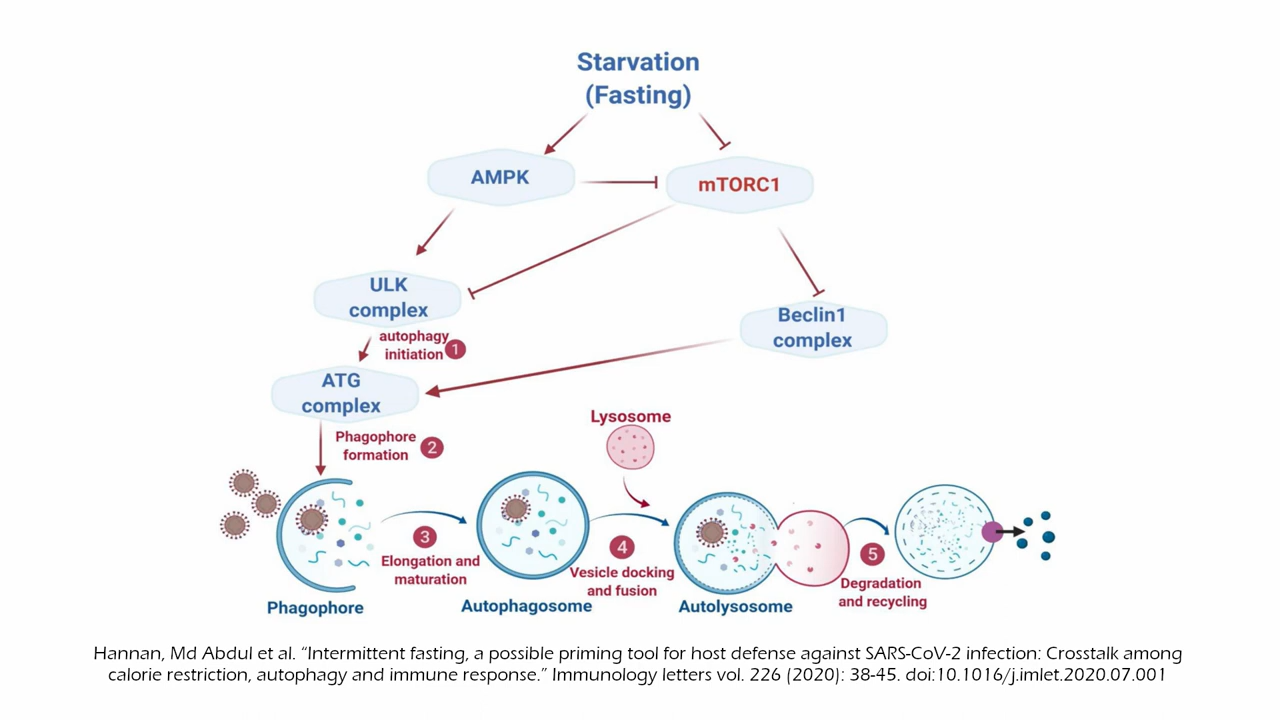 Starvation
(Fasting)
AMPK
mTORC1
ULK
complex
Beclin1
complex
autophagy
initiation 1
ATG
complex
Lysosome
Phagophore
formation 2
3
Elongation and
maturation
4
Vesicle docking
and fusion
5
Degradation
and recycling
Phagophore
Autophagosome
Autolysosome
Hannan, Md Abdul et al. “Intermittent fasting, a possible priming tool for host defense against SARS-CoV-2 infection: Crosstalk among
calorie restriction, autophagy and immune response.” Immunology letters vol. 226 (2020): 38-45. doi:10.1016/j.imlet.2020.07.001